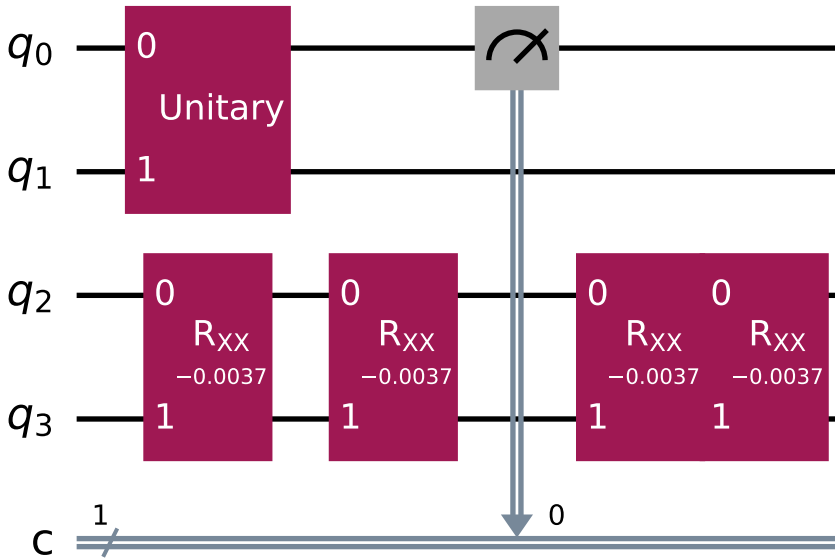 q0
0
Unitary
q1
1
q2
0 0 0 0
RXX RXX RXX RXX
−0.0037 −0.0037 −0.0037 −0.0037
q3
1 1 1 1
1 0
c